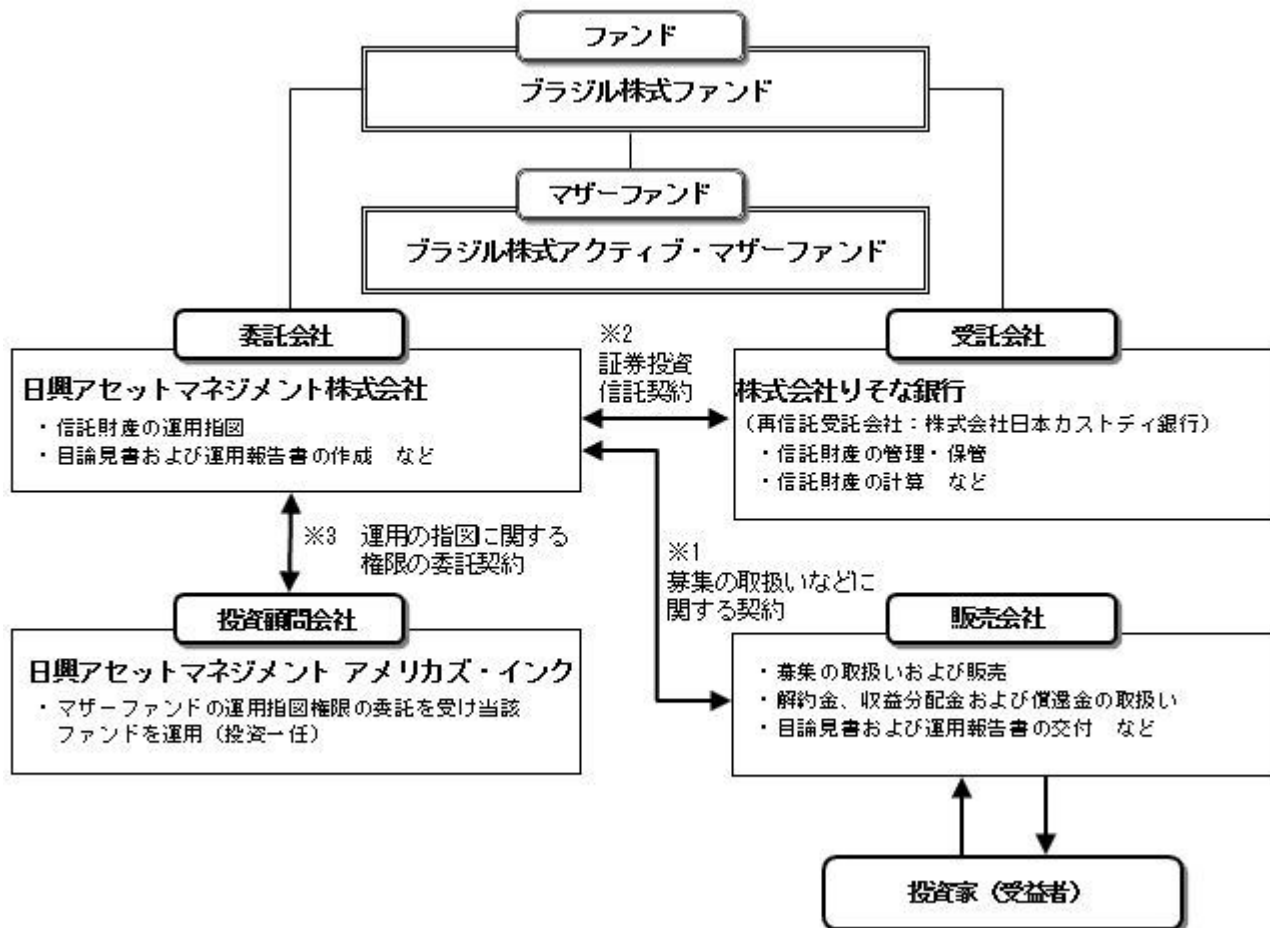 ファンド
ブラジル株式ファンド
マザーファンド
ブラジル株式アクティブ・マザーファンド
委託会社
日興アセットマネジメント株式会社
・信託財産の運用指図
・目論見書および運用報告書の作成　など
※2
証券投資
信託契約
受託会社
株式会社りそな銀行
（再信託受託会社：株式会社日本カストディ銀行）
・信託財産の管理・保管
・信託財産の計算　など
※3　運用の指図に関する
権限の委託契約
※1
募集の取扱いなどに
関する契約
投資顧問会社
日興アセットマネジメント アメリカズ・インク
・マザーファンドの運用指図権限の委託を受け当該
ファンドを運用（投資一任）
販売会社
・募集の取扱いおよび販売
・解約金、収益分配金および償還金の取扱い
・目論見書および運用報告書の交付　など
投資家（受益者）